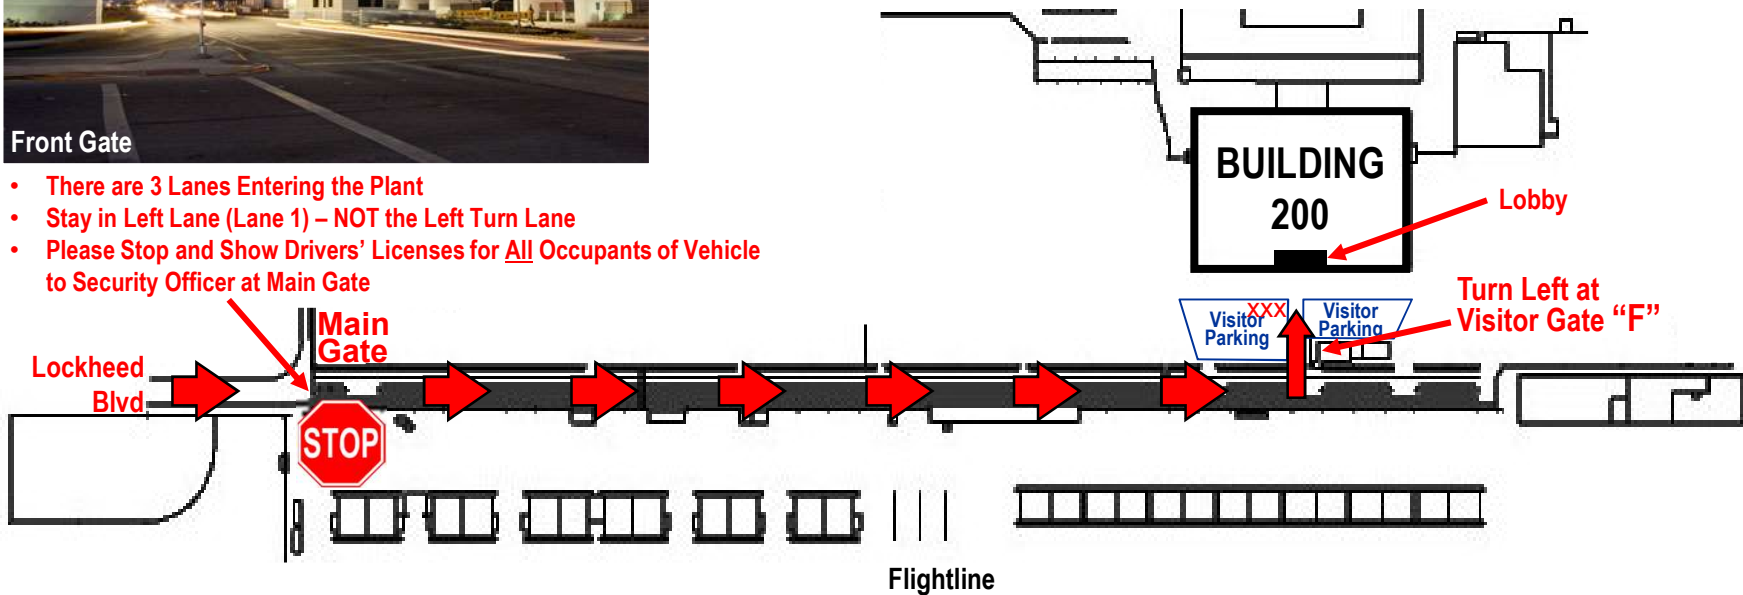 Front Gate
• There are 3 Lanes Entering the Plant
• Stay in Left Lane (Lane 1) – NOT the Left Turn Lane
• Please Stop and Show Drivers’ Licenses for All Occupants of Vehicle
to Security Officer at Main Gate
BUILDING
200
Lobby
Turn Left at
Visitor Gate “F”
XXX
Visitor
Parking
Visitor
Parking
Main
Gate
Lockheed
Blvd
STOP
Flightline